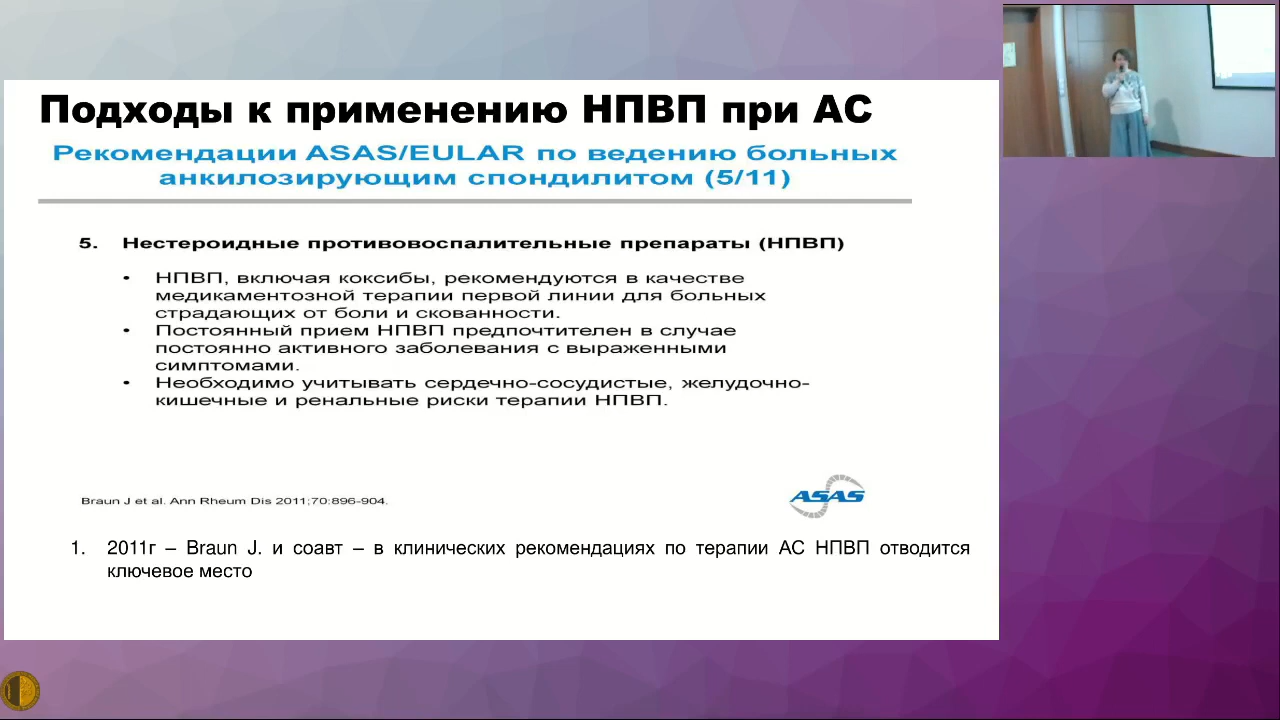 Подходы к применению НПВП при АС
Рекомендации ASAS/EULAR по ведению больных
анкилозирующим спондилитом (5/11)
5. Нестероидные противовоспалительные препараты (НПВП)
• НПВП, включая коксибы, рекомендуются в качестве
медикаментозной терапии первой линии для больных
страдающих от боли и скованности.
• Постоянный прием НПВП предпочтителен в случае
постоянно активного заболевания с выраженными
симптомами.
• Необходимо учитывать сердечно-сосудистые, желудочно-
кишечные и ренальные риски терапии НПВП.
Braun J et al. Ann Rheum Dis 2011;70:896-904.
ASAS
1. 2011г – Braun J. и соавт – в клинических рекомендациях по терапии АС НПВП отводится
ключевое место